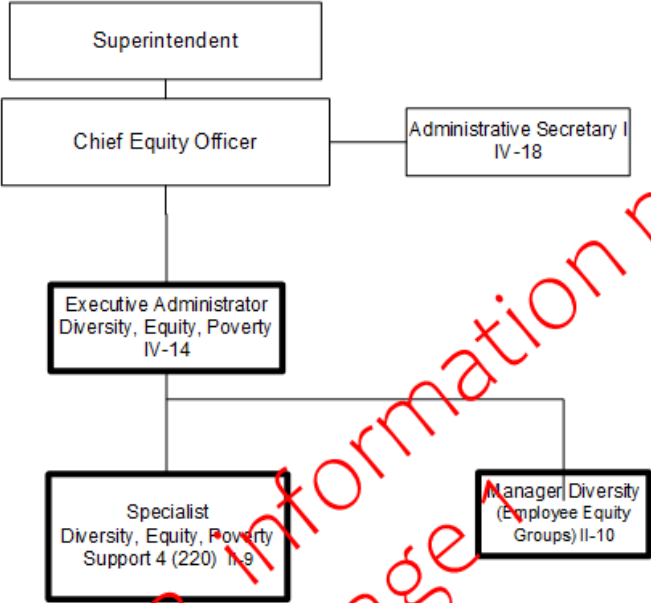 Superintendent
Chief Equity Officer
Administrative Secretary I
IV-18
Executive Administrator
Diversity, Equity, Poverty
IV-14
Specialist
Diversity, Equity, Poverty
Support 4 (220) II-9
Manager Diversity
(Employee Equity
Groups) II-10
information